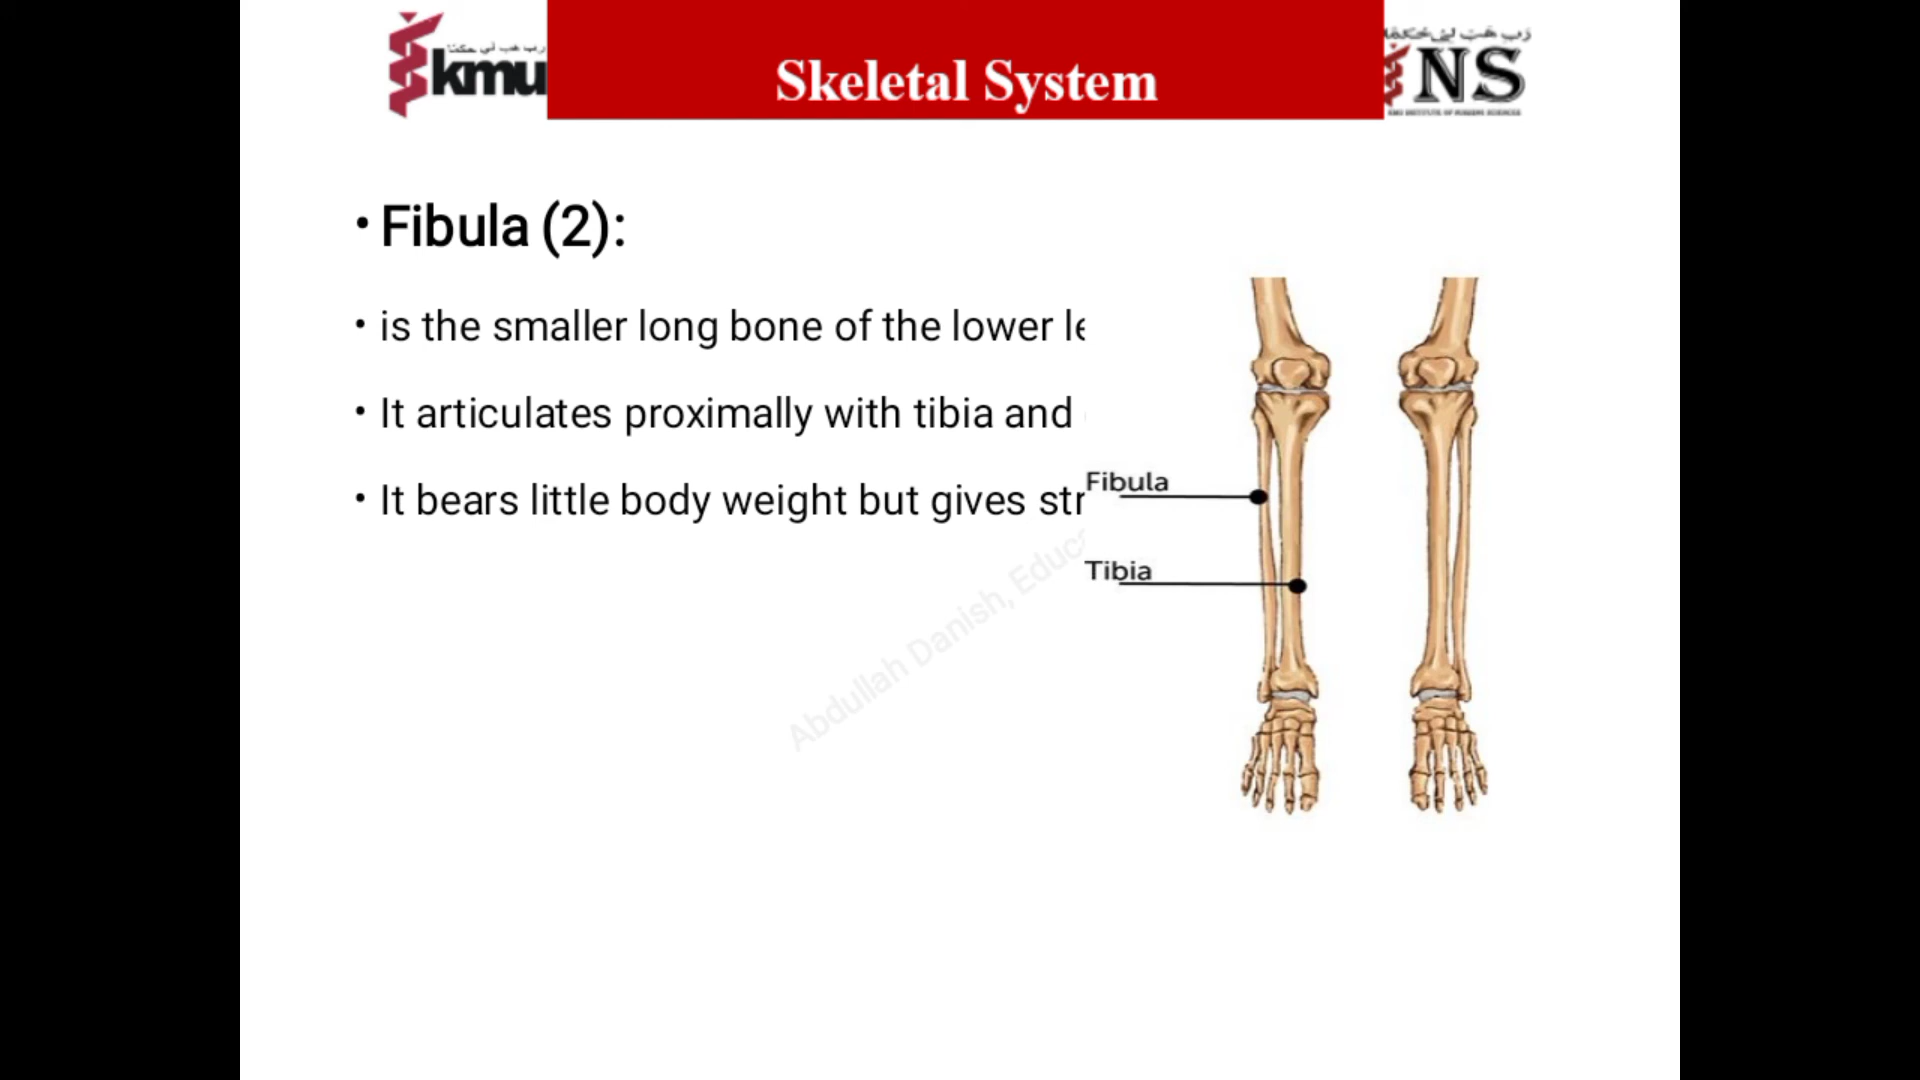 kmu
Skeletal System
NS
• Fibula (2):
• is the smaller long bone of the lower le
• It articulates proximally with tibia and
• It bears little body weight but gives str
Fibula
Tibia
Abdullah Danish, Educa